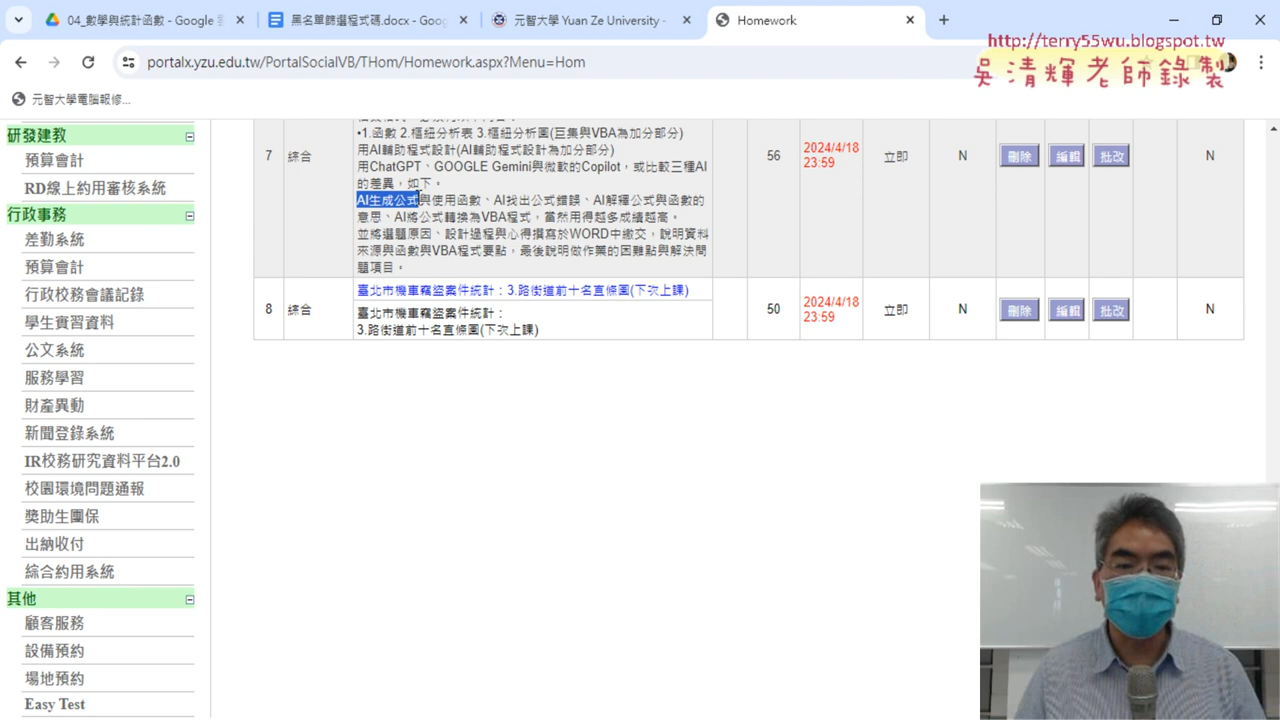 04_數學與統計函數 - Google 雲
黑名單篩選程式碼.docx - Goog
元智大學 Yuan Ze University -
Homework
portalx.yzu.edu.tw/PortalSocialVB/THom/Homework.aspx?Menu=Hom
http://terry55wu.blogspot.tw
吳清輝老師錄製
元智大學電腦報修...
研發建教
預算會計
RD線上約用審核系統
行政事務
差勤系統
預算會計
行政校務會議記錄
學生實習資料
公文系統
服務學習
財產異動
新聞登錄系統
IR校務研究資料平台2.0
校園環境問題通報
獎助生團保
出納收付
綜合約用系統
其他
顧客服務
設備預約
場地預約
Easy Test
7 綜合
•1.函數 2.樞紐分析表 3.樞紐分析圖(巨集與VBA為加分部分)
用AI輔助程式設計(AI輔助程式設計為加分部分)
用ChatGPT、GOOGLE Gemini與微軟的Copilot，或比較三種AI
的差異，如下。
AI生成公式與使用函數、AI找出公式錯誤、AI解釋公式與函數的
意思、AI將公式轉換為VBA程式，當然用得越多成績越高。
並將選題原因、設計過程與心得撰寫於WORD中繳交，說明資料
來源與函數與VBA程式要點，最後說明做作業的困難點與解決問
題項目。
56
2024/4/18
23:59
立即
N
刪除
編輯
批改
N
8 綜合
臺北市機車竊盜案件統計：3.路街道前十名直條圖(下次上課)
臺北市機車竊盜案件統計：
3.路街道前十名直條圖(下次上課)
50
2024/4/18
23:59
立即
N
刪除
編輯
批改
N